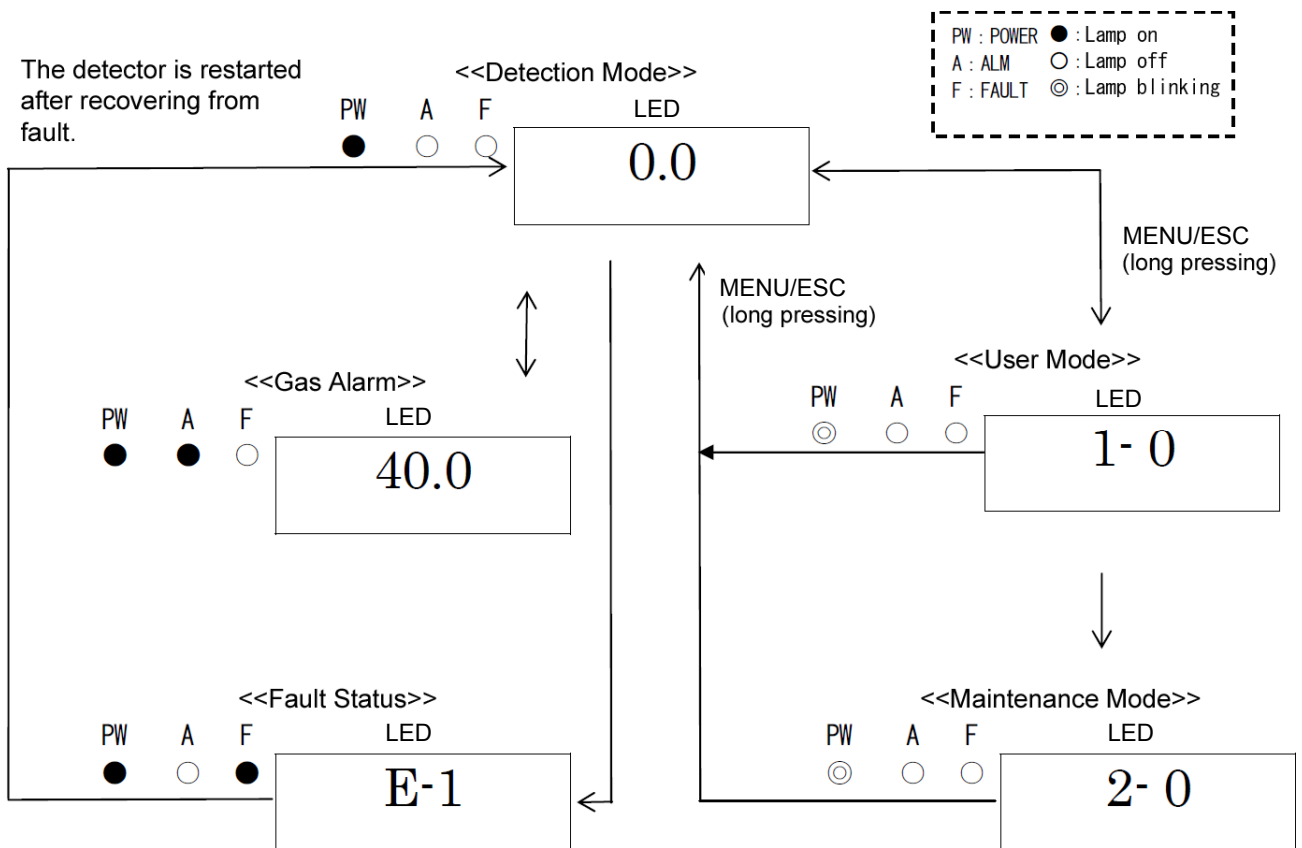 PW : POWER ● : Lamp on
A : ALM ○ : Lamp off
F : FAULT ◎ : Lamp blinking
The detector is restarted
after recovering from
fault.
<<Detection Mode>>
PW A F LED
● ○ ○
0.0
MENU/ESC
(long pressing)
MENU/ESC
(long pressing)
<<Gas Alarm>>
PW A F LED
● ● ○
40.0
<<User Mode>>
PW A F LED
◎ ○ ○
1- 0
<<Fault Status>>
PW A F LED
● ○ ●
E-1
<<Maintenance Mode>>
PW A F LED
◎ ○ ○
2- 0